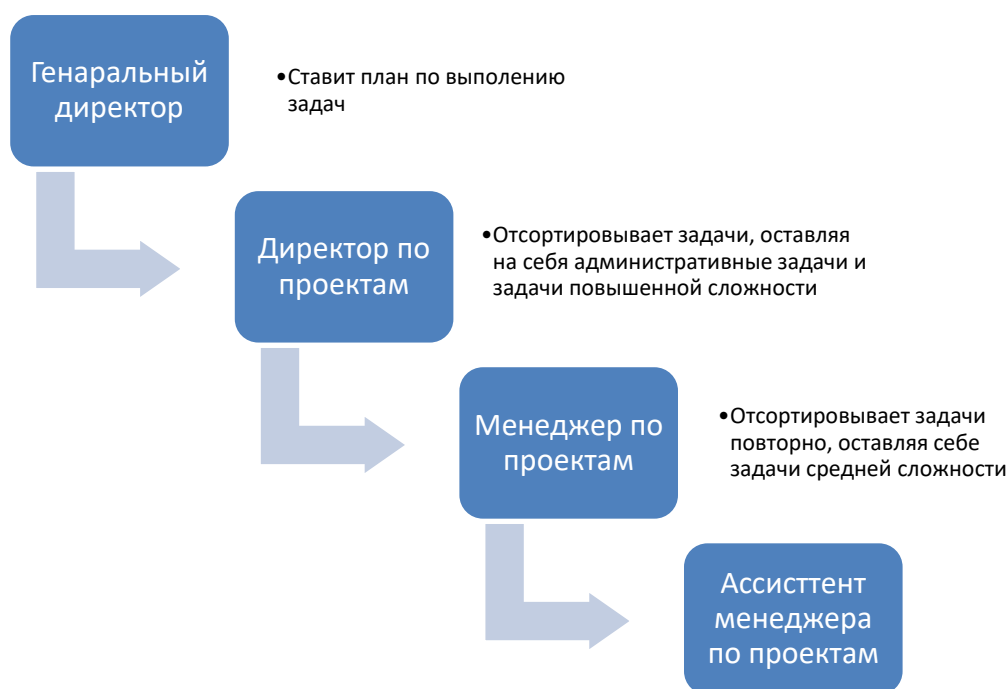 Генаральный
директор
•Ставит план по выполению
задач
Директор по
проектам
•Отсортировывает задачи, оставляя
на себя административные задачи и
задачи повышенной сложности
Менеджер по
проектам
•Отсортировывает задачи
повторно, оставляя себе
задачи средней сложности
Ассисттент
менеджера
по проектам